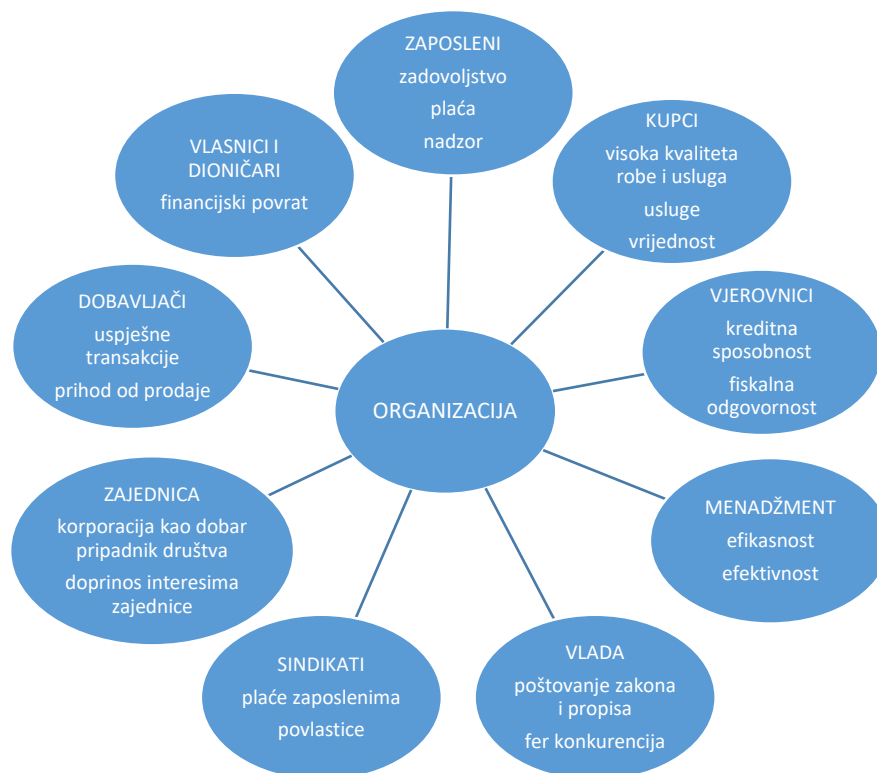 ZAPOSLENI
zadovoljstvo
plaća
nadzor
KUPCI
visoka kvaliteta
robe i usluga
usluge
vrijednost
VJEROVNICI
kreditna
sposobnost
fiskalna
odgovornost
MENADŽMENT
efikasnost
efektivnost
VLADA
poštovanje zakona
i propisa
fer konkurencija
SINDIKATI
plaće zaposlenima
povlastice
ZAJEDNICA
korporacija kao dobar
pripadnik društva
doprinos interesima
zajednice
DOBAVLJAČI
uspješne
transakcije
prihod od prodaje
VLASNICI I
DIONIČARI
financijski povrat
ORGANIZACIJA